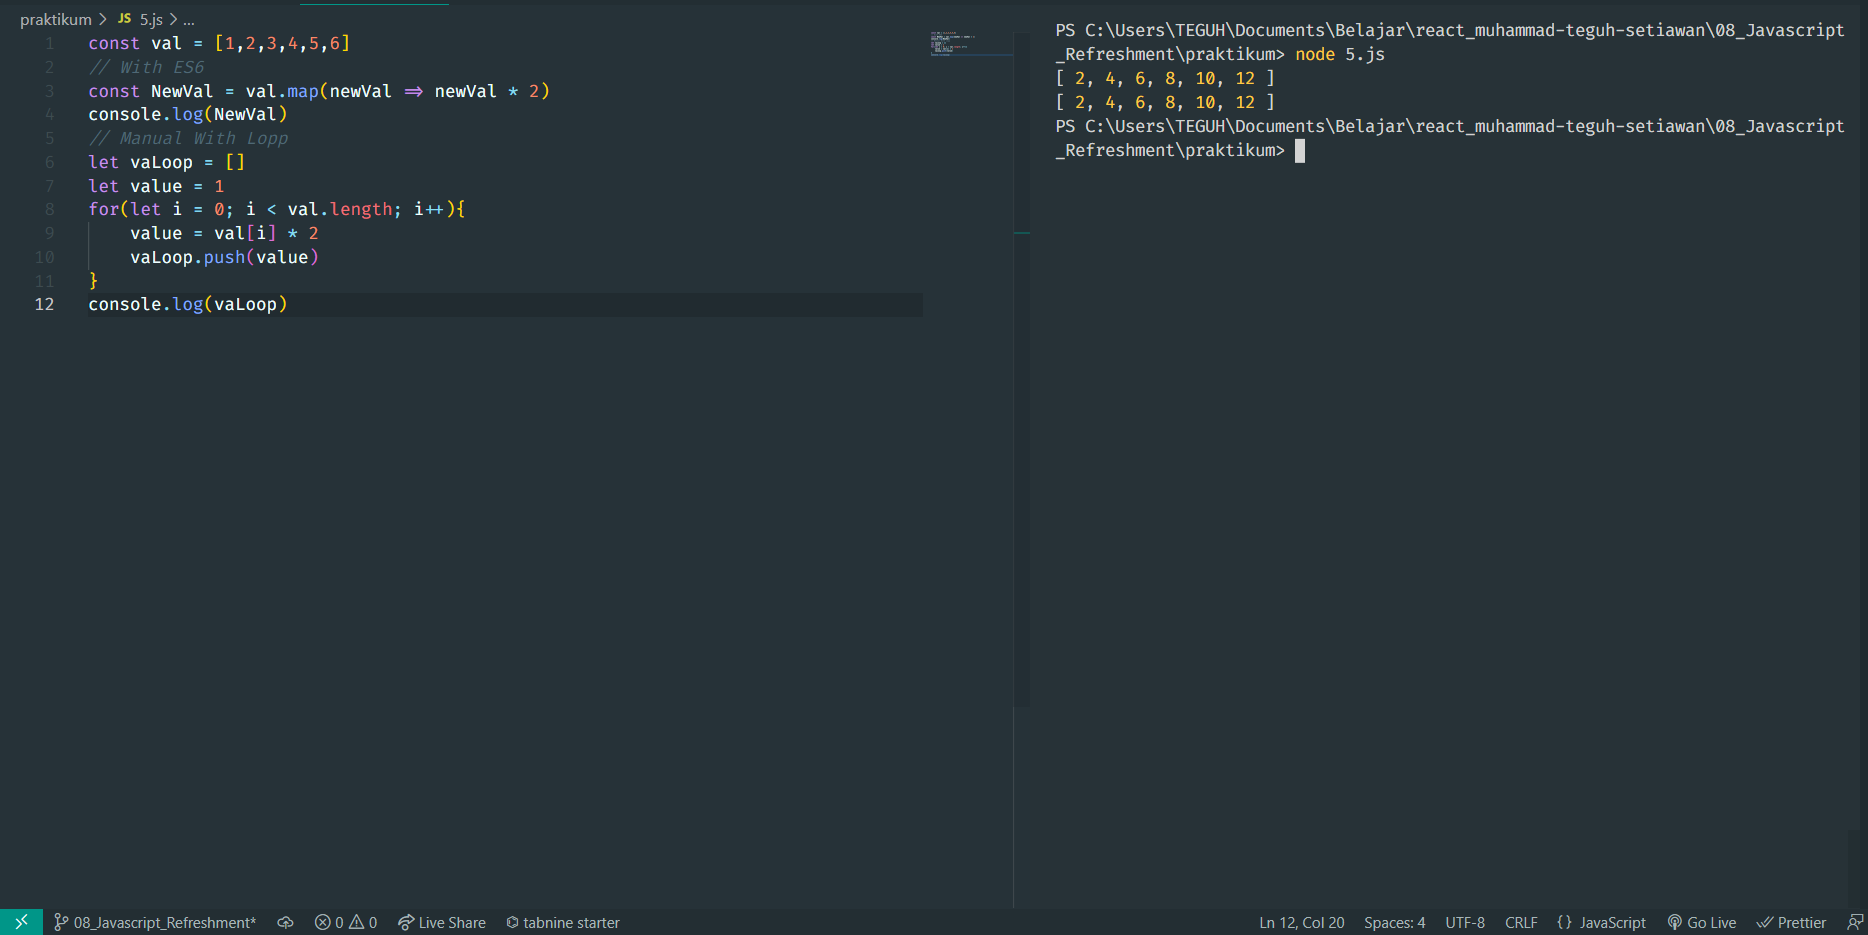 praktikum > JS 5.js > ...
1 const val = [1,2,3,4,5,6]
2 // With ES6
3 const NewVal = val.map(newVal => newVal * 2)
4 console.log(NewVal)
5 // Manual With Lopp
6 let vaLoop = []
7 let value = 1
8 for(let i = 0; i < val.length; i++){
9     value = val[i] * 2
10     vaLoop.push(value)
11 }
12 console.log(vaLoop)
PS C:\Users\TEGUH\Documents\Belajar\react_muhammad-teguh-setiawan\08_Javascript
_Refreshment\praktikum> node 5.js
[ 2, 4, 6, 8, 10, 12 ]
[ 2, 4, 6, 8, 10, 12 ]
PS C:\Users\TEGUH\Documents\Belajar\react_muhammad-teguh-setiawan\08_Javascript
_Refreshment\praktikum>
08_Javascript_Refreshment* 0 0 Live Share tabnine starter Ln 12, Col 20 Spaces: 4 UTF-8 CRLF {} JavaScript Go Live Prettier